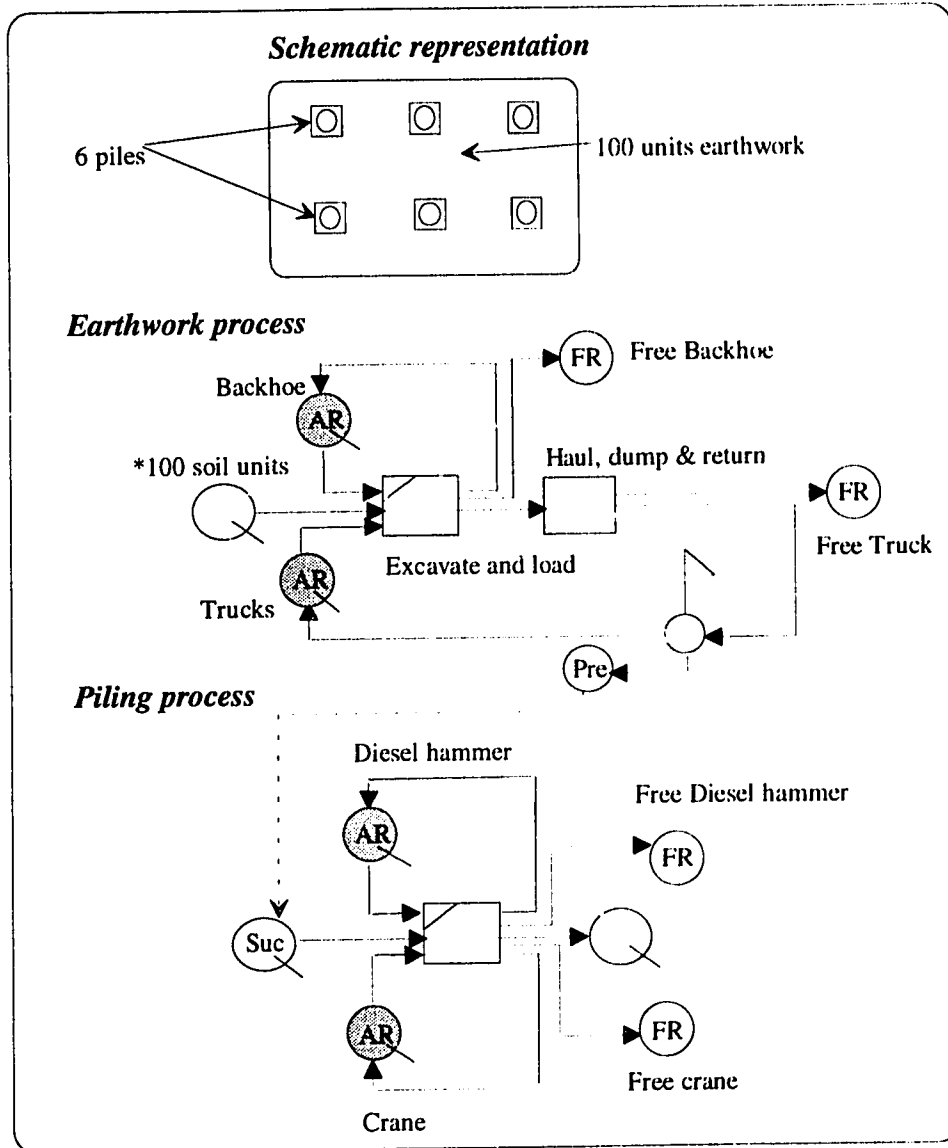 Schematic representation
6 piles
100 units earthwork
Earthwork process
FR
Free Backhoe
Backhoe
AR
*100 soil units
Haul, dump & return
FR
Free Truck
Excavate and load
AR
Trucks
Pre
Piling process
Diesel hammer
Free Diesel hammer
AR
FR
Suc
AR
FR
Free crane
Crane